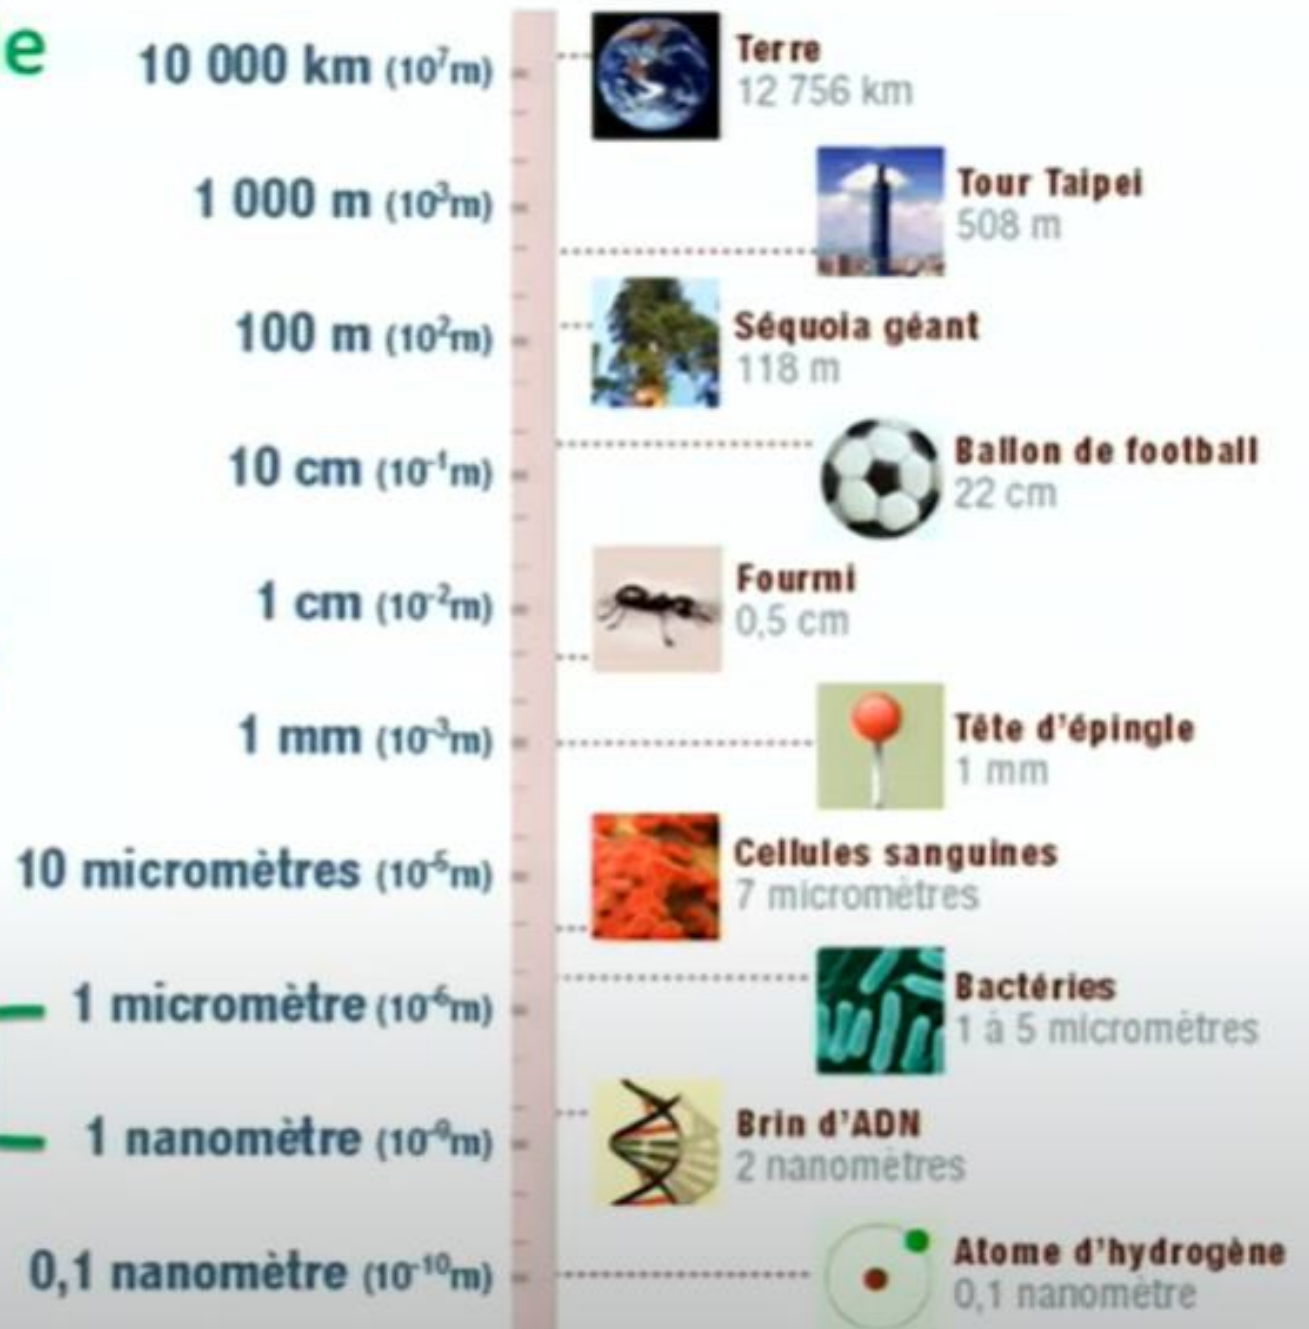 e
10 000 km (10⁷m)
Terre
12 756 km
1 000 m (10³m)
Tour Taipei
508 m
100 m (10²m)
Séquoia géant
118 m
10 cm (10⁻¹m)
Ballon de football
22 cm
1 cm (10⁻²m)
Fourmi
0,5 cm
1 mm (10⁻³m)
Tête d'épingle
1 mm
10 micromètres (10⁻⁵m)
Cellules sanguines
7 micromètres
1 micromètre (10⁻⁶m)
Bactéries
1 à 5 micromètres
1 nanomètre (10⁻⁹m)
Brin d'ADN
2 nanomètres
0,1 nanomètre (10⁻¹⁰m)
Atome d'hydrogène
0,1 nanomètre